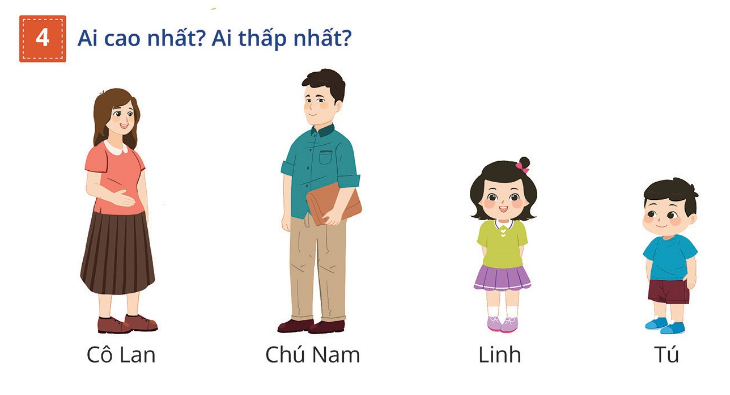 4 Ai cao nhất? Ai thấp nhất?
Cô Lan Chú Nam Linh Tú